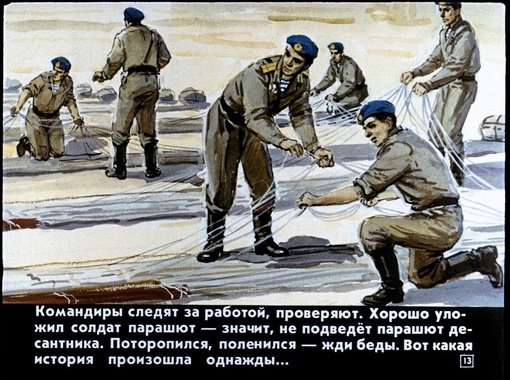 Командиры следят за работой, проверяют. Хорошо уло-
жил солдат парашют — значит, не подведёт парашют де-
сантника. Поторопился, поленился — жди беды. Вот какая
история произошла однажды...
13